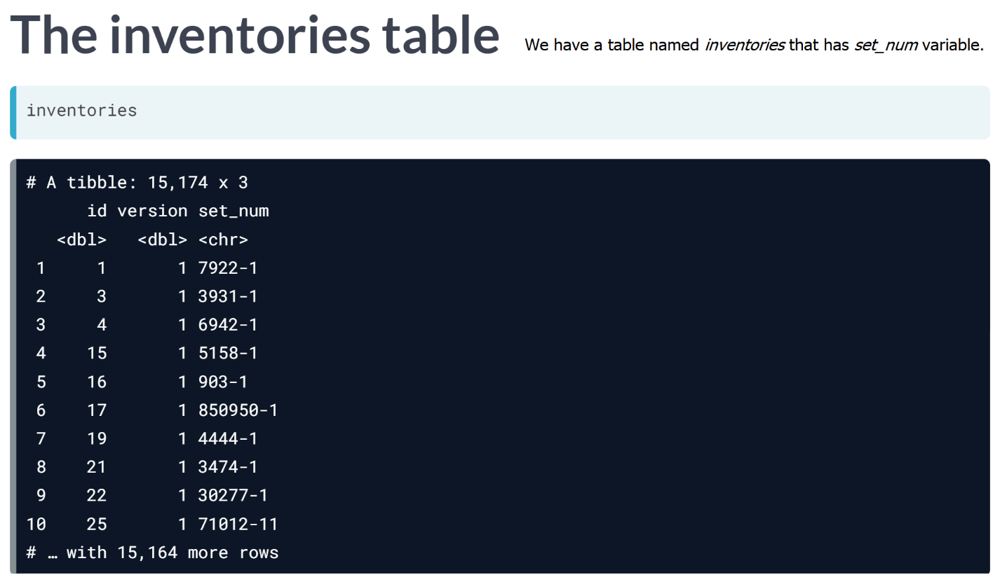 The inventories table
We have a table named inventories that has set_num variable.
inventories
# A tibble: 15,174 x 3
id version set_num
<dbl> <dbl> <chr>
1 1 1 7922-1
2 3 1 3931-1
3 4 1 6942-1
4 15 1 5158-1
5 16 1 903-1
6 17 1 850950-1
7 19 1 4444-1
8 21 1 3474-1
9 22 1 30277-1
10 25 1 71012-11
# … with 15,164 more rows